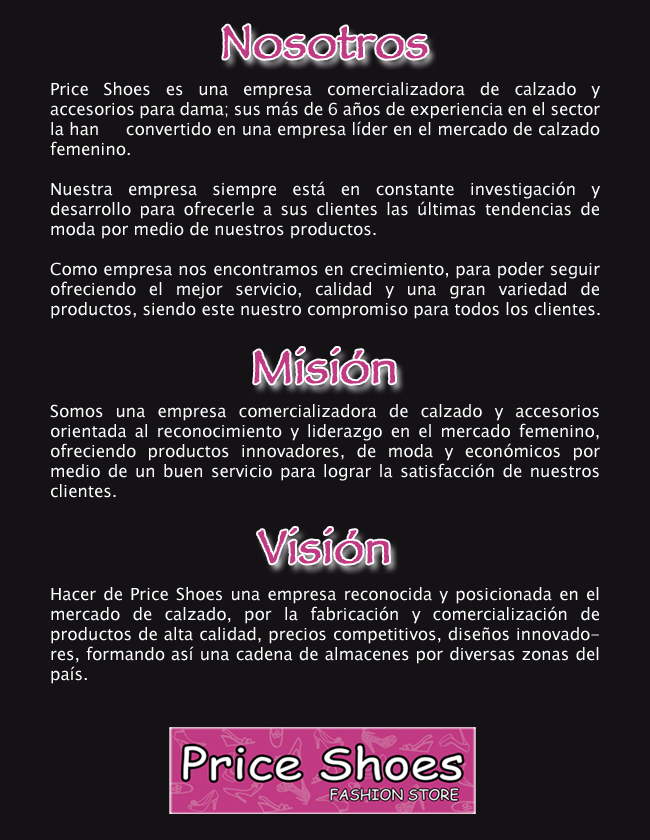 Nosotros
Price Shoes es una empresa comercializadora de calzado y
accesorios para dama; sus más de 6 años de experiencia en el sector
la han convertido en una empresa líder en el mercado de calzado
femenino.
Nuestra empresa siempre está en constante investigación y
desarrollo para ofrecerle a sus clientes las últimas tendencias de
moda por medio de nuestros productos.
Como empresa nos encontramos en crecimiento, para poder seguir
ofreciendo el mejor servicio, calidad y una gran variedad de
productos, siendo este nuestro compromiso para todos los clientes.
Misión
Somos una empresa comercializadora de calzado y accesorios
orientada al reconocimiento y liderazgo en el mercado femenino,
ofreciendo productos innovadores, de moda y económicos por
medio de un buen servicio para lograr la satisfacción de nuestros
clientes.
Visión
Hacer de Price Shoes una empresa reconocida y posicionada en el
mercado de calzado, por la fabricación y comercialización de
productos de alta calidad, precios competitivos, diseños innovado-
res, formando así una cadena de almacenes por diversas zonas del
país.
Price Shoes
FASHION STORE